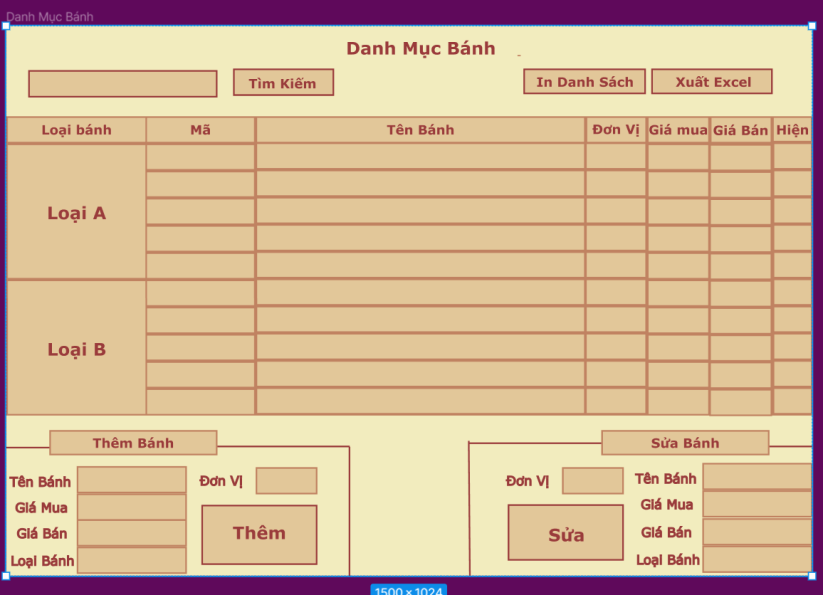 Danh Mục Bánh
Danh Mục Bánh
Tìm Kiếm In Danh Sách Xuất Excel
Loại bánh Mã Tên Bánh Đơn Vị Giá mua Giá Bán Hiện
Loại A
Loại B
Thêm Bánh
Tên Bánh Đơn Vị
Giá Mua
Giá Bán Thêm
Loại Bánh
Sửa Bánh
Đơn Vị Tên Bánh
Giá Mua
Sửa Giá Bán
Loại Bánh
1500 × 1024